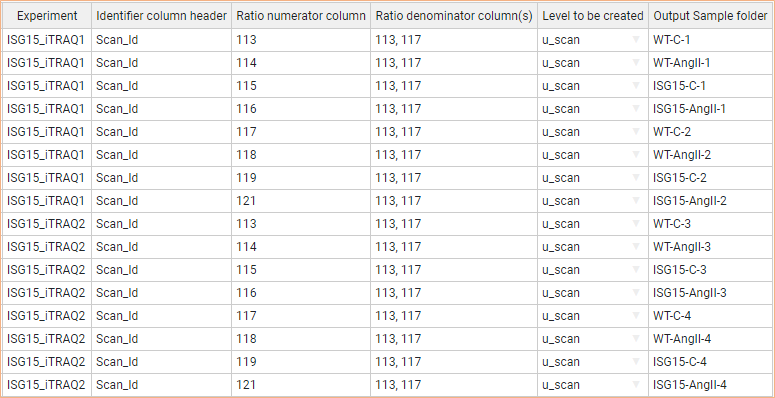 Experiment Identifier column header Ratio numerator column Ratio denominator column(s) Level to be created Output Sample folder
ISG15_iTRAQ1 Scan_Id 113 113, 117 u_scan WT-C-1
ISG15_iTRAQ1 Scan_Id 114 113, 117 u_scan WT-AngII-1
ISG15_iTRAQ1 Scan_Id 115 113, 117 u_scan ISG15-C-1
ISG15_iTRAQ1 Scan_Id 116 113, 117 u_scan ISG15-AngII-1
ISG15_iTRAQ1 Scan_Id 117 113, 117 u_scan WT-C-2
ISG15_iTRAQ1 Scan_Id 118 113, 117 u_scan WT-AngII-2
ISG15_iTRAQ1 Scan_Id 119 113, 117 u_scan ISG15-C-2
ISG15_iTRAQ1 Scan_Id 121 113, 117 u_scan ISG15-AngII-2
ISG15_iTRAQ2 Scan_Id 113 113, 117 u_scan WT-C-3
ISG15_iTRAQ2 Scan_Id 114 113, 117 u_scan WT-AngII-3
ISG15_iTRAQ2 Scan_Id 115 113, 117 u_scan ISG15-C-3
ISG15_iTRAQ2 Scan_Id 116 113, 117 u_scan ISG15-AngII-3
ISG15_iTRAQ2 Scan_Id 117 113, 117 u_scan WT-C-4
ISG15_iTRAQ2 Scan_Id 118 113, 117 u_scan WT-AngII-4
ISG15_iTRAQ2 Scan_Id 119 113, 117 u_scan ISG15-C-4
ISG15_iTRAQ2 Scan_Id 121 113, 117 u_scan ISG15-AngII-4